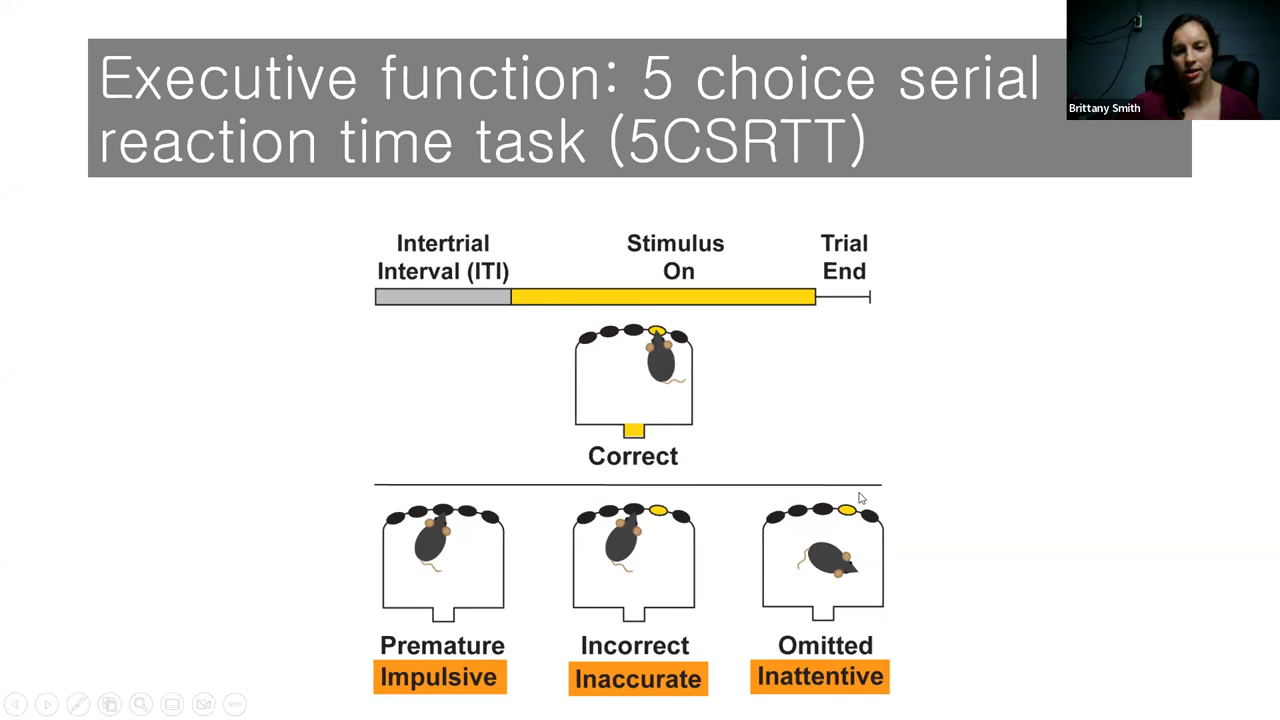 Executive function: 5 choice serial
reaction time task (5CSRTT)
Brittany Smith
Intertrial
Interval (ITI)
Stimulus
On
Trial
End
Correct
Premature
Impulsive
Incorrect
Inaccurate
Omitted
Inattentive